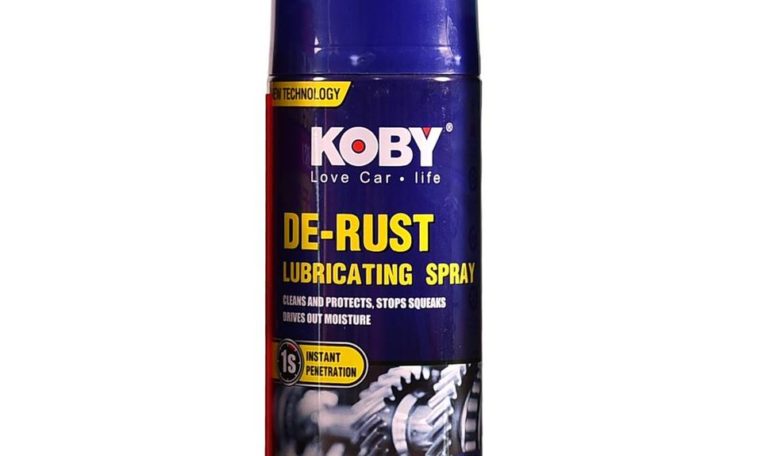 TECHNOLOGY
KOBY®
Love Car • life
DE-RUST
LUBRICATING SPRAY
CLEANS AND PROTECTS, STOPS SQUEAKS
DRIVES OUT MOISTURE
1S
INSTANT
PENETRATION